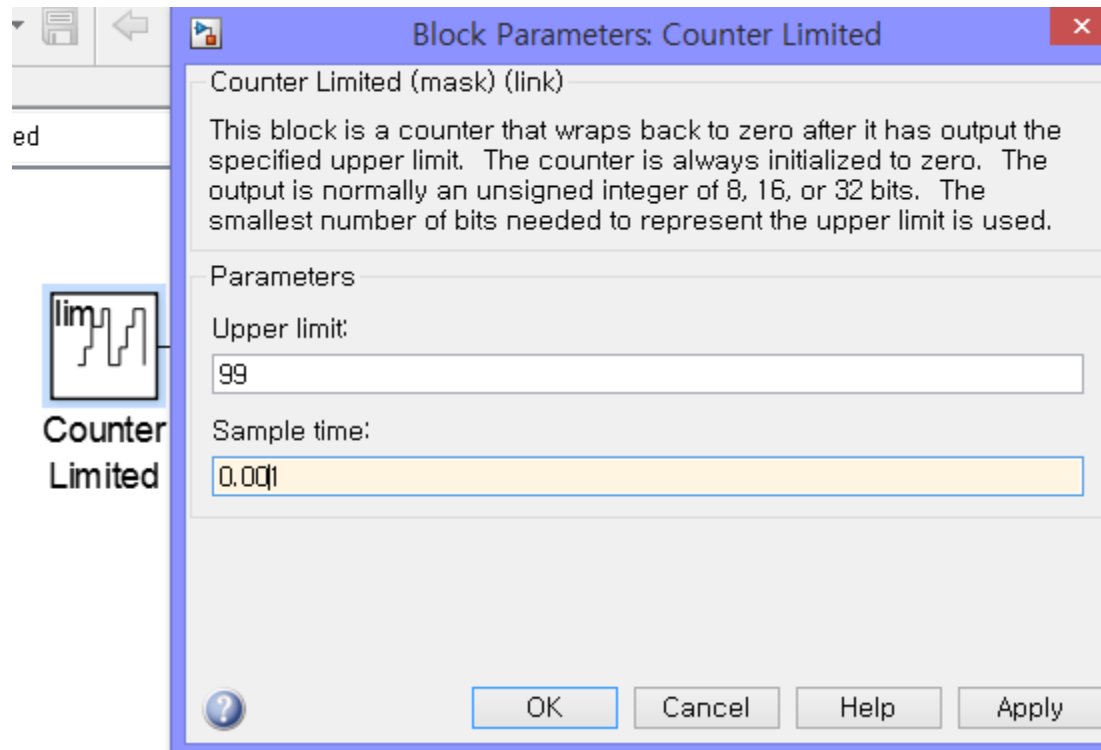 Block Parameters: Counter Limited
ed
Counter Limited (mask) (link)
This block is a counter that wraps back to zero after it has output the
specified upper limit. The counter is always initialized to zero. The
output is normally an unsigned integer of 8, 16, or 32 bits. The
smallest number of bits needed to represent the upper limit is used.
Parameters
Upper limit:
99
Sample time:
0.001
lim
Counter
Limited
OK Cancel Help Apply